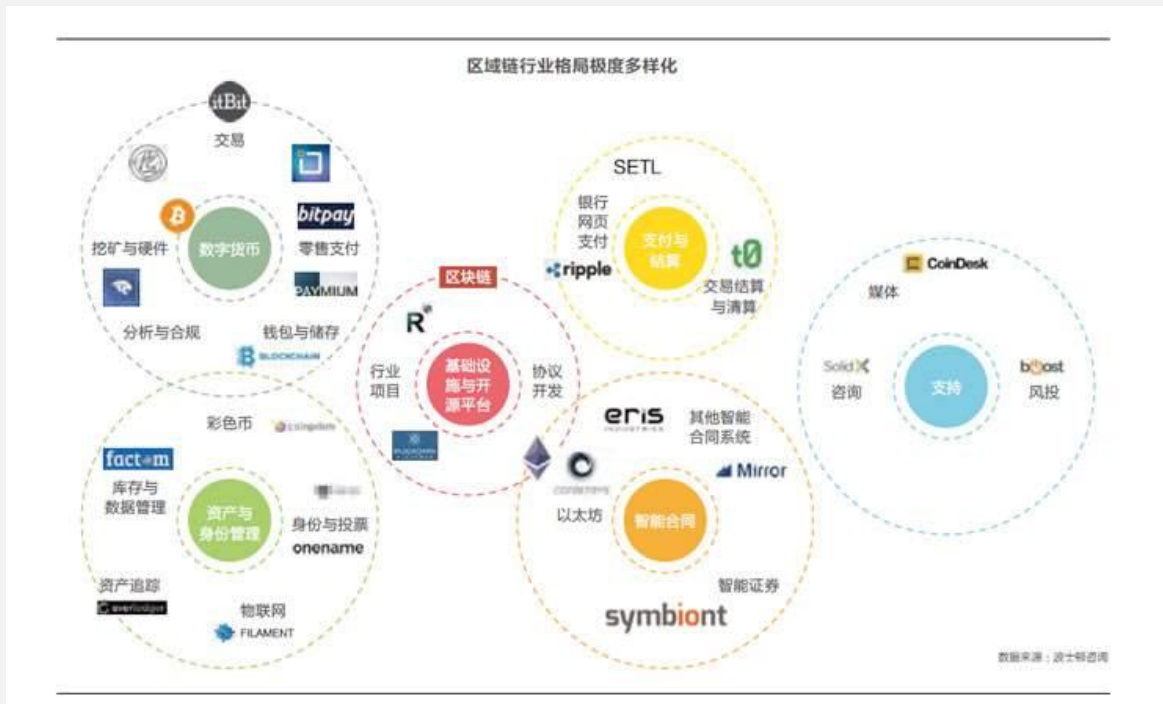 区域链行业格局极度多样化
itBit
交易
挖矿与硬件
数字货币
bitpay
零售支付
PAYMIUM
分析与合规
钱包与储存
BLOCKCHAIN
SETL
银行
网页
支付
支付与
结算
ripple
t0
交易结算
与清算
区块链
R
行业
项目
基础设
施与开
源平台
协议
开发
BLOCKCHAIN
CoinDesk
媒体
SolidX
咨询
支持
boost
风投
彩色币
factom
库存与
数据管理
资产与
身份管理
身份与投票
onename
资产追踪
everledger
物联网
FILAMENT
eris
INDUSTRIES
其他智能
合同系统
Mirror
CONSENSYS
以太坊
智能合同
智能证券
symbiont
数据来源：波士顿咨询